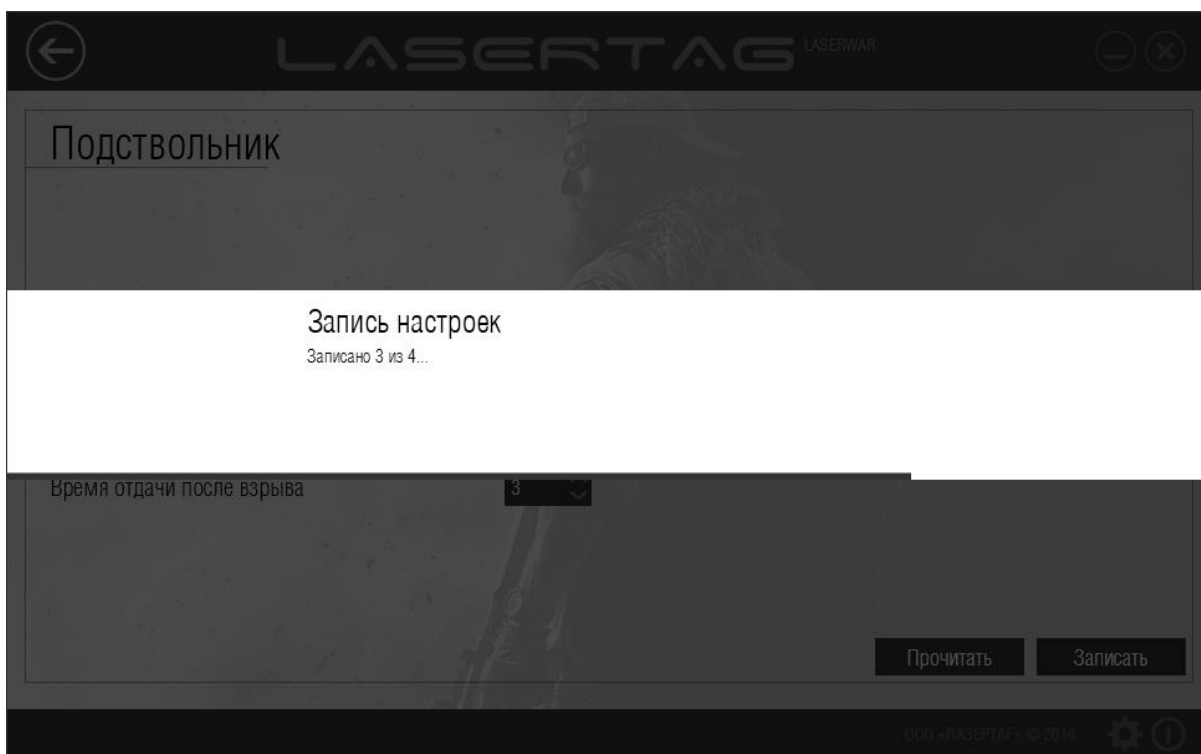 LASERTAG LASERWAR
Подствольник
Запись настроек
Записано 3 из 4...
Время отдачи после взрыва 3
Прочитать Записать
ООО «ЛАЗЕРТАГ» © 2014